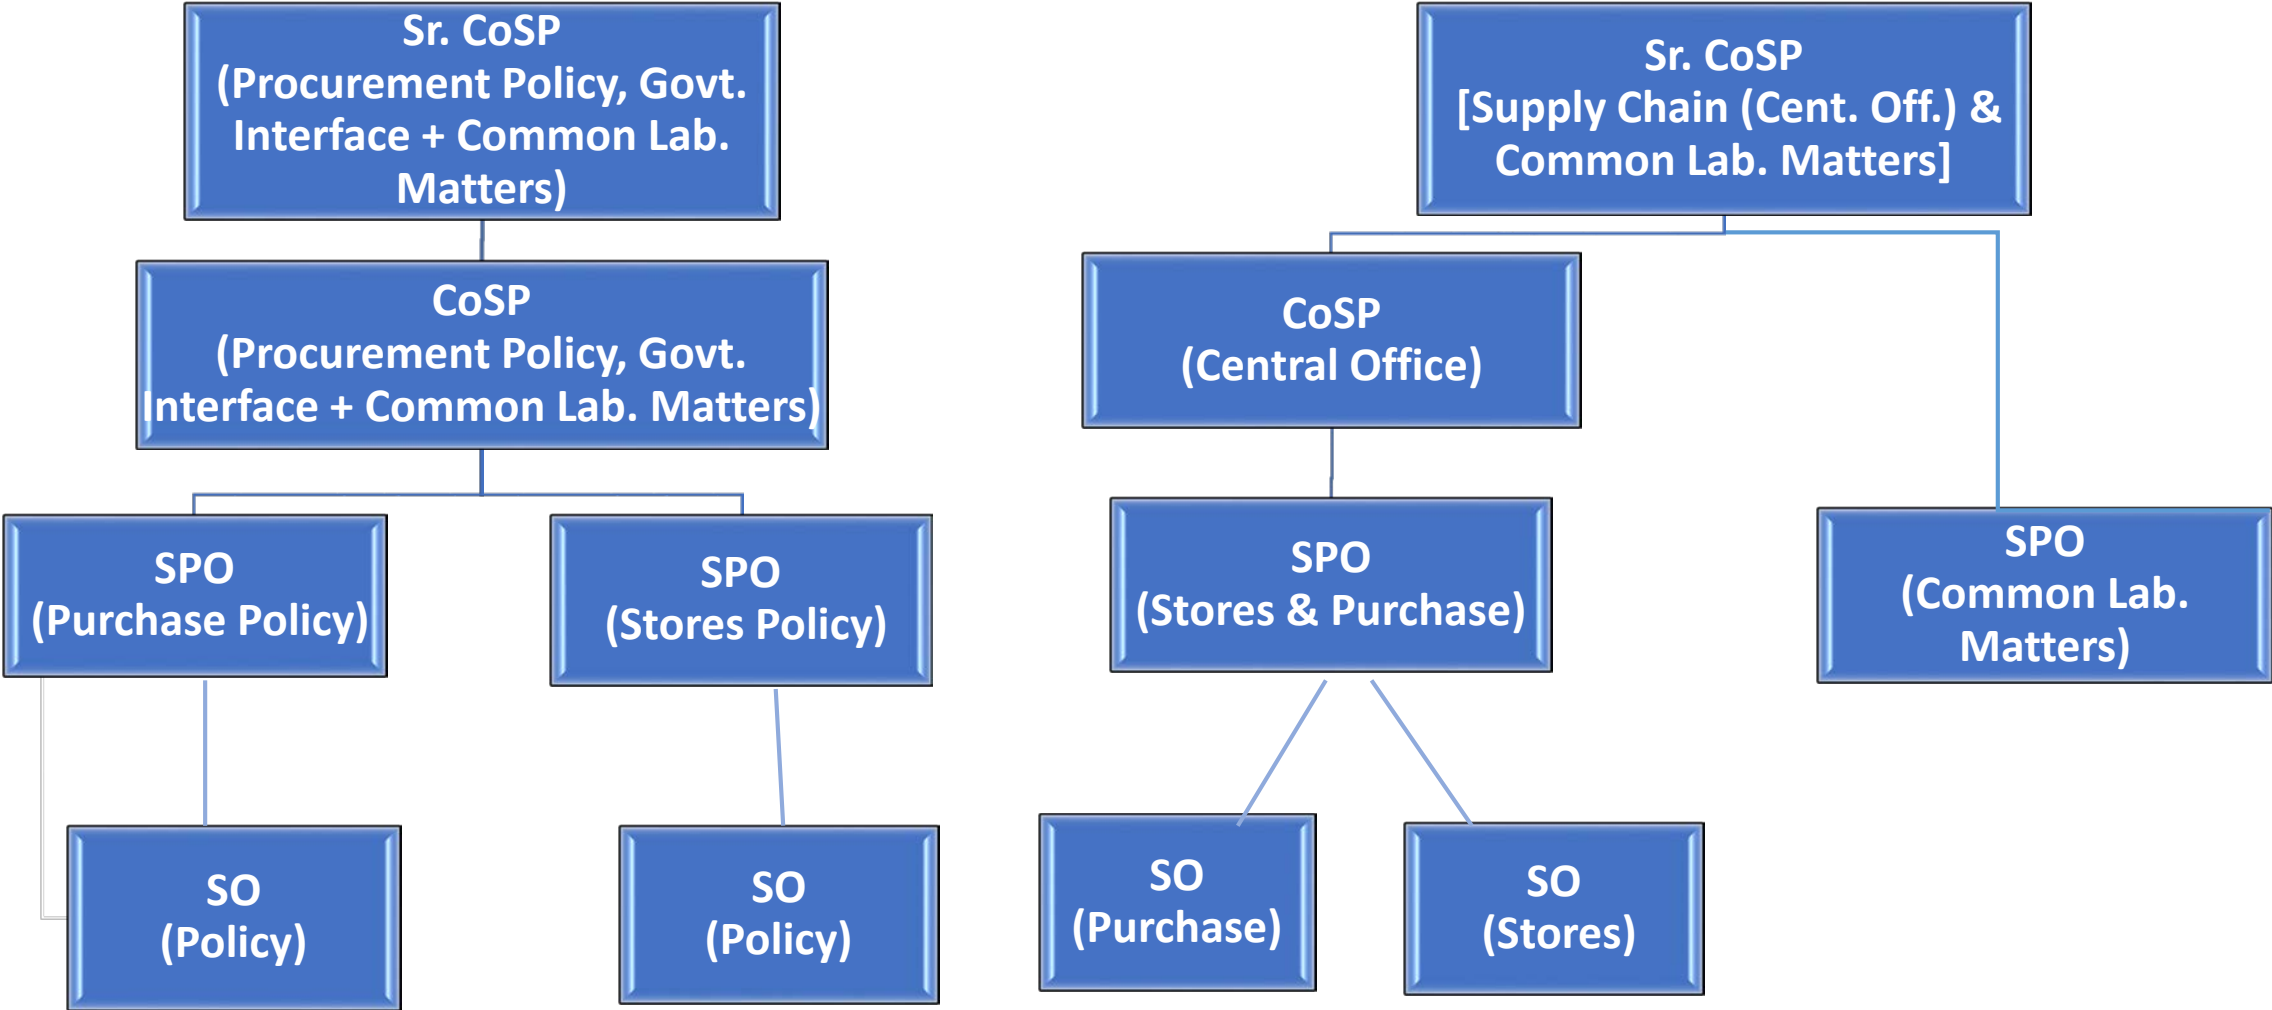 Sr. CoSP
(Procurement Policy, Govt.
Interface + Common Lab.
Matters)
Sr. CoSP
[Supply Chain (Cent. Off.) &
Common Lab. Matters]
CoSP
(Procurement Policy, Govt.
Interface + Common Lab. Matters)
CoSP
(Central Office)
SPO
(Purchase Policy)
SPO
(Stores Policy)
SPO
(Stores & Purchase)
SPO
(Common Lab.
Matters)
SO
(Policy)
SO
(Policy)
SO
(Purchase)
SO
(Stores)